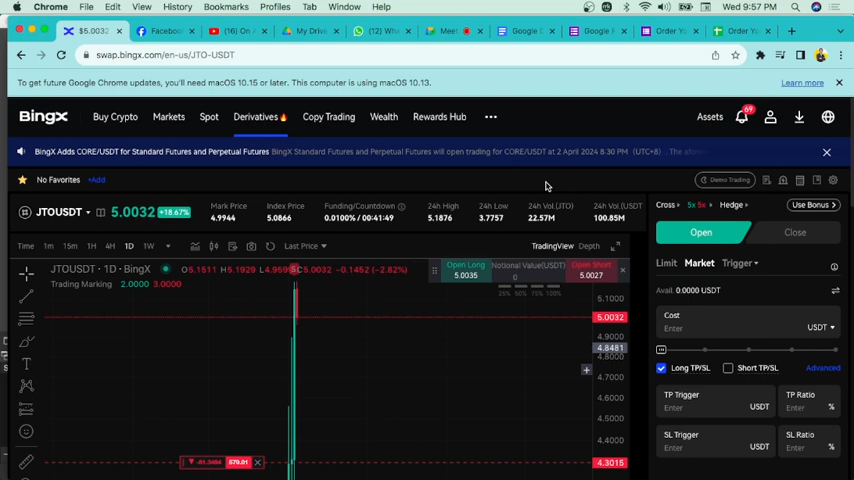 Chrome File Edit View History Bookmarks Profiles Tab Window Help Wed 9:57 PM
$5.0032 Facebook (16) On My Drive (12) Wha Meet Google D Google F Order Yo Order Yo
swap.bingx.com/en-us/JTO-USDT
To get future Google Chrome updates, you'll need macOS 10.15 or later. This computer is using macOS 10.13. Learn more
BingX Buy Crypto Markets Spot Derivatives Copy Trading Wealth Rewards Hub Assets 69
BingX Adds CORE/USDT for Standard Futures and Perpetual Futures BingX Standard Futures and Perpetual Futures will open trading for CORE/USDT at 2 April 2024 8:30 PM (UTC+8)
No Favorites +Add Demo Trading
JTOUSDT 5.0032 +18.67%
Mark Price Index Price Funding/Countdown 24h High 24h Low 24h Vol.(JTO) 24h Vol.(USDT
4.9944 5.0866 0.0100% / 00:41:49 5.1876 3.7757 22.57M 100.85M
Cross 5x 5x Hedge Use Bonus >
Open Close
Time 1m 15m 1H 4H 1D 1W Last Price TradingView Depth
JTOUSDT · 1D · BingX O5.1511 H5.1929 C5.0032 -0.1452 (-2.82%)
Trading Marking 2.0000 3.0000
Open Long Notional Value(USDT) Open Short
5.0035 0 5.0027
25% 50% 75% 100%
5.1000
5.0032
4.9000
4.8481
4.8000
4.7000
4.6000
4.5000
4.4000
4.3015
570.01
Limit Market Trigger
Avail. 0.0000 USDT
Cost
Enter USDT
Long TP/SL Short TP/SL Advanced
TP Trigger TP Ratio
Enter USDT Enter %
SL Trigger SL Ratio
Enter USDT Enter %